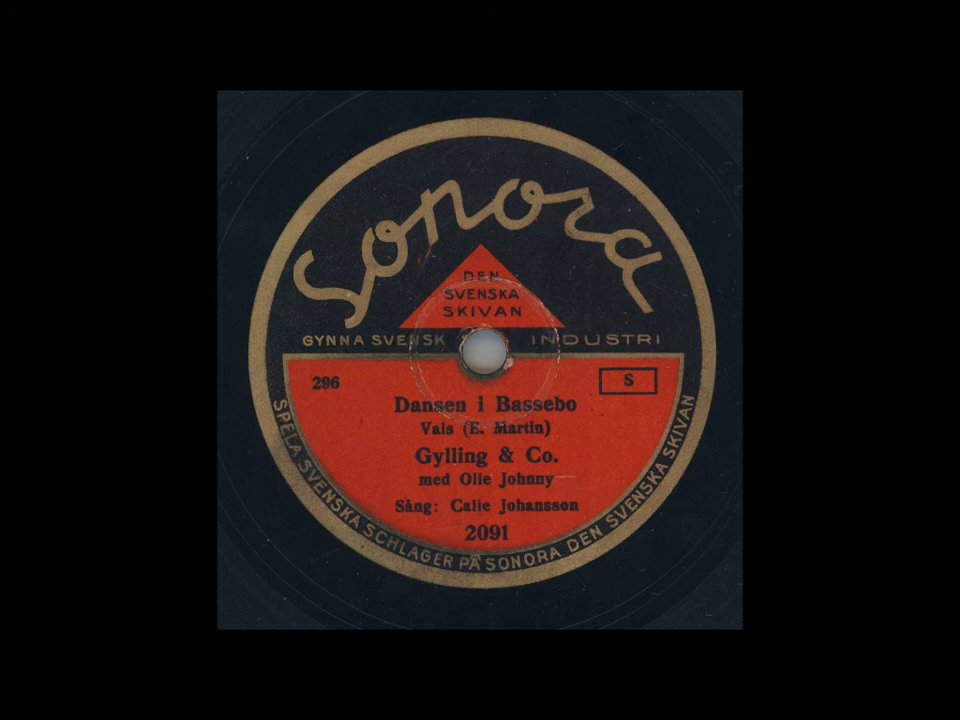 Sonora
DEN
SVENSKA
SKIVAN
GYNNA SVENSK INDUSTRI
296
S
Dansen i Bassebo
Vals (E. Martin)
Gylling & Co.
med Olle Johnny
Sång: Calle Johansson
2091
SPELA SVENSKA SCHLAGER PÅ SONORA DEN SVENSKA SKIVAN